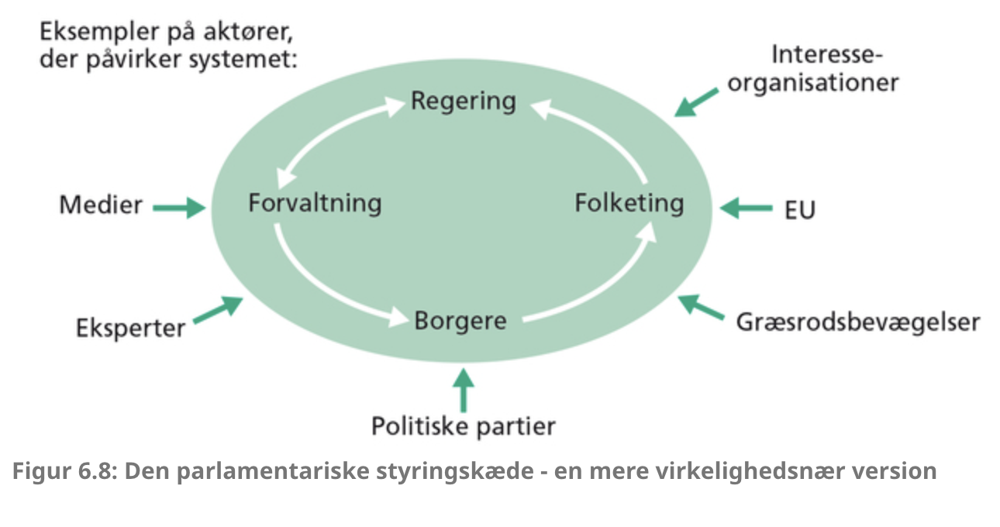 Eksempler på aktører,
der påvirker systemet:
Interesse-
organisationer
Regering
Medier
Forvaltning
Folketing
EU
Eksperter
Borgere
Græsrodsbevægelser
Politiske partier
Figur 6.8: Den parlamentariske styringskæde - en mere virkelighedsnær version